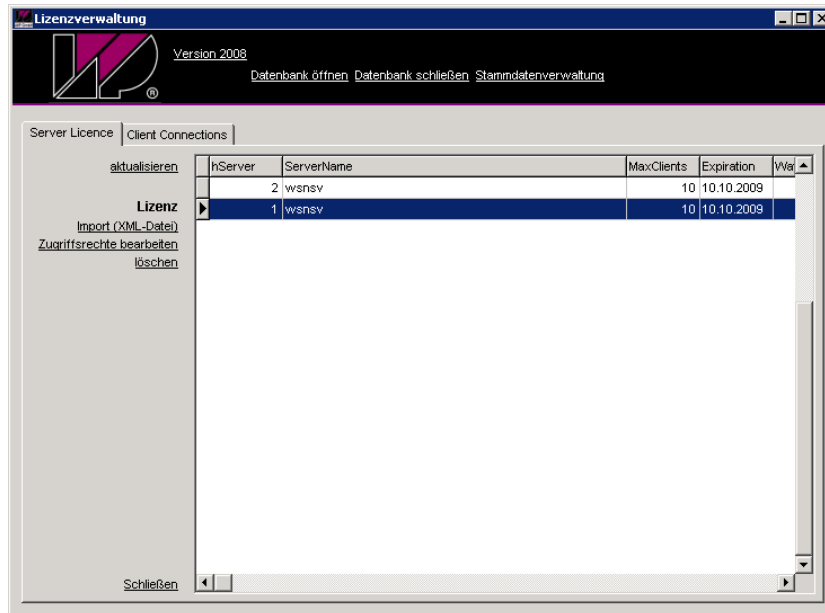 Lizenzverwaltung
Version 2008
Datenbank öffnen Datenbank schließen Stammdatenverwaltung
®
Server Licence Client Connections
aktualisieren
hServer ServerName MaxClients Expiration Wa
2 wsnsv 10 10.10.2009
Lizenz
1 wsnsv 10 10.10.2009
Import (XML-Datei)
Zugriffsrechte bearbeiten
löschen
Schließen